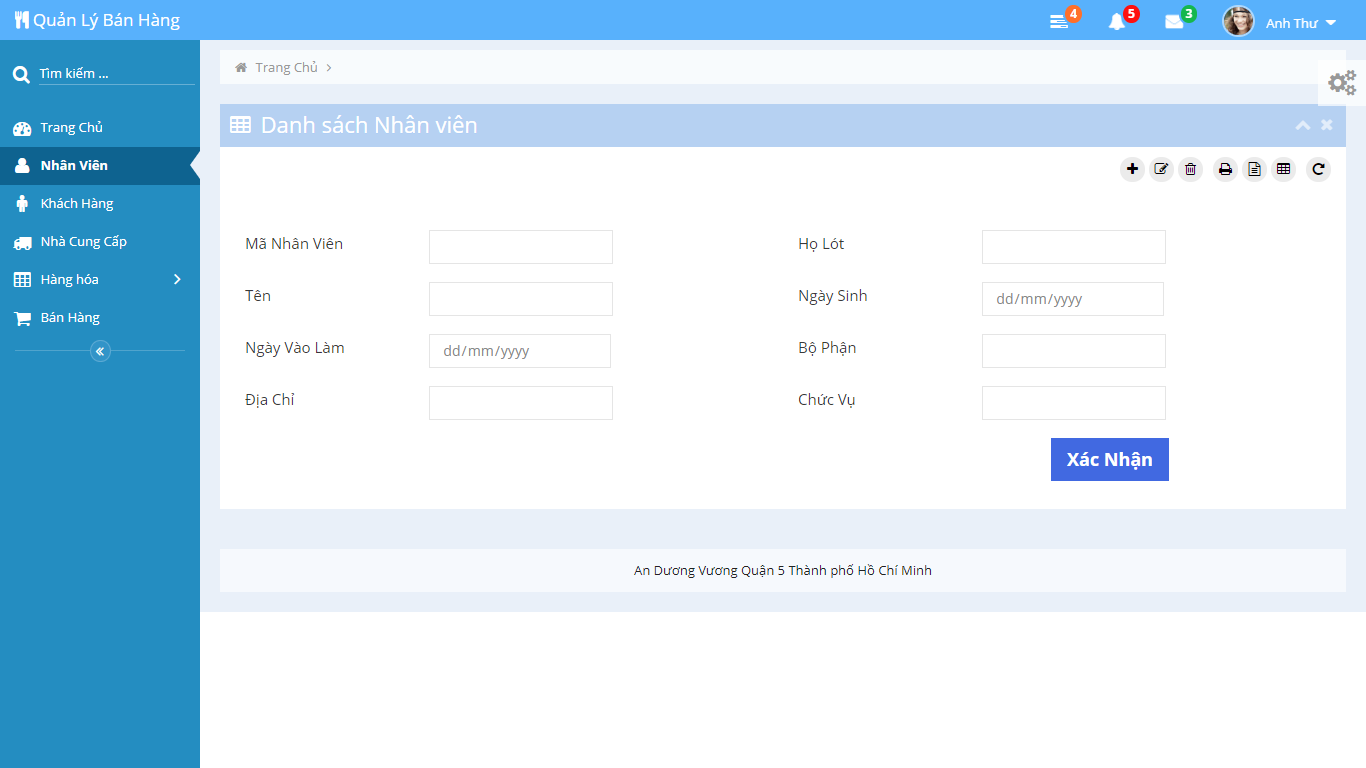 Quản Lý Bán Hàng
4
5
3
Anh Thư
Tìm kiếm ...
Trang Chủ
Nhân Viên
Khách Hàng
Nhà Cung Cấp
Hàng hóa
Bán Hàng
Trang Chủ
Danh sách Nhân viên
Mã Nhân Viên
Họ Lót
Tên
Ngày Sinh dd/mm/yyyy
Ngày Vào Làm dd/mm/yyyy
Bộ Phận
Địa Chỉ
Chức Vụ
Xác Nhận
An Dương Vương Quận 5 Thành phố Hồ Chí Minh